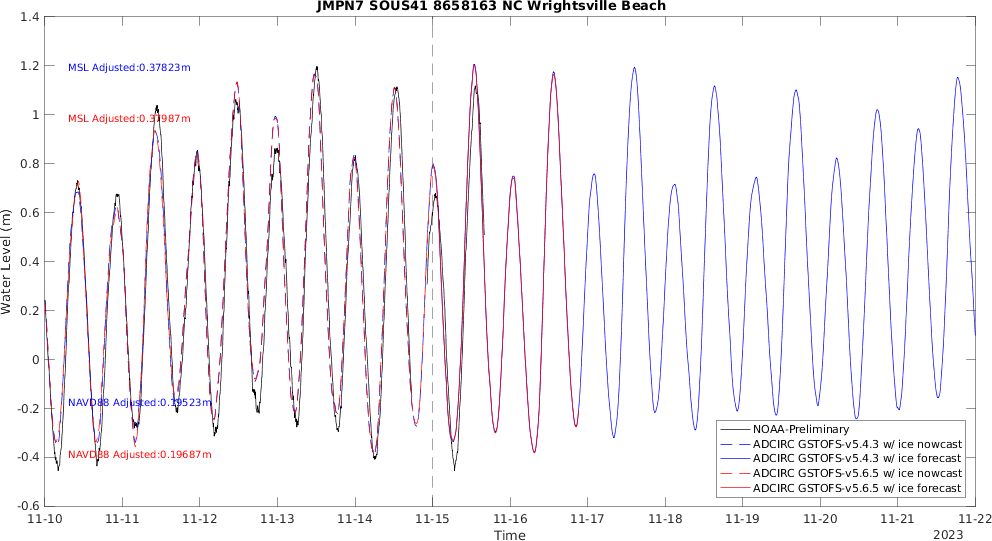 JMPN7 SOUS41 8658163 NC Wrightsville Beach
1.4
1.2
1
0.8
0.6
0.4
0.2
0
-0.2
-0.4
-0.6
Water Level (m)
MSL Adjusted:0.37823m
MSL Adjusted:0.37987m
NAVD88 Adjusted:0.19523m
NAVD88 Adjusted:0.19687m
NOAA-Preliminary
ADCIRC GSTOFS-v5.4.3 w/ ice nowcast
ADCIRC GSTOFS-v5.4.3 w/ ice forecast
ADCIRC GSTOFS-v5.6.5 w/ ice nowcast
ADCIRC GSTOFS-v5.6.5 w/ ice forecast
11-10 11-11 11-12 11-13 11-14 11-15 11-16 11-17 11-18 11-19 11-20 11-21 11-22
Time
2023